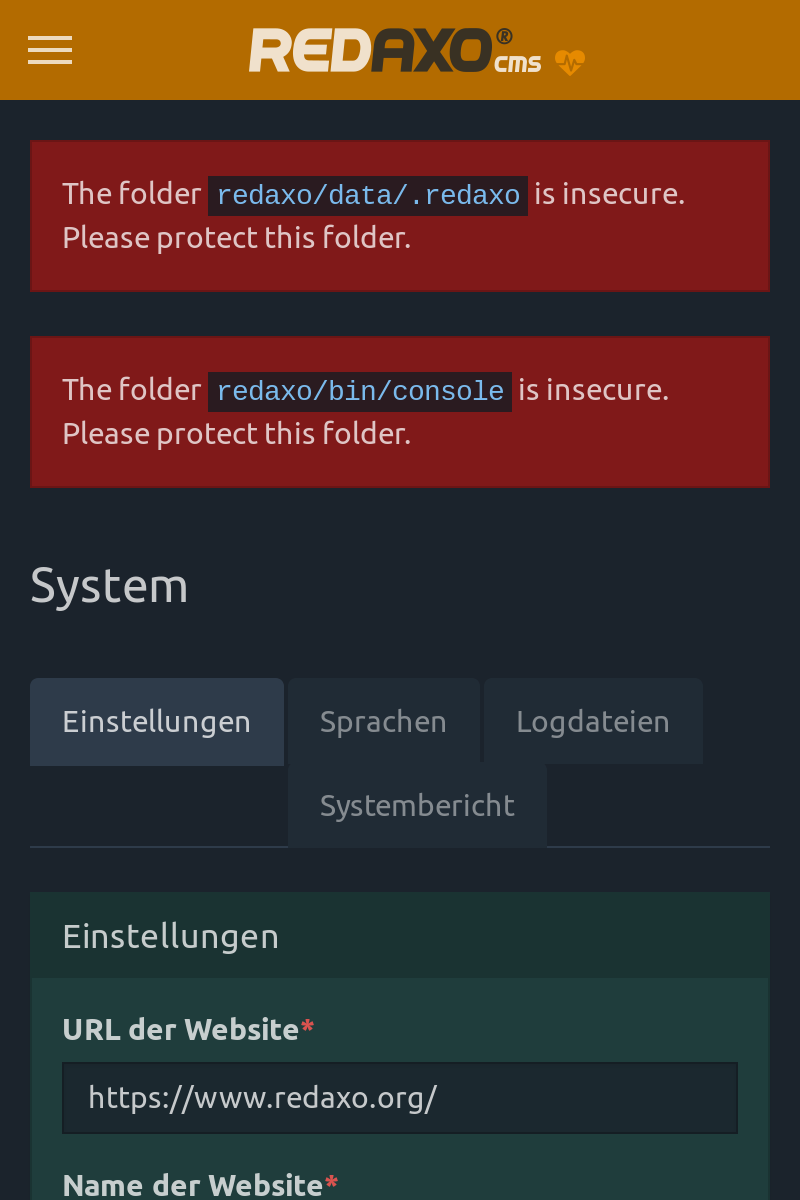 REDAXO® cms
The folder redaxo/data/.redaxo is insecure.
Please protect this folder.
The folder redaxo/bin/console is insecure.
Please protect this folder.
System
Einstellungen Sprachen Logdateien
Systembericht
Einstellungen
URL der Website*
https://www.redaxo.org/
Name der Website*